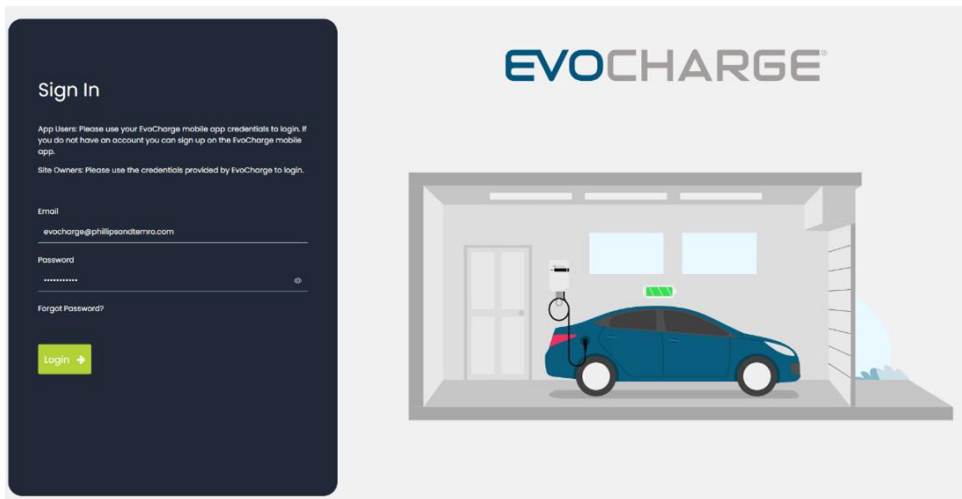 EVOCHARGE®
Sign In
App Users: Please use your EvoCharge mobile app credentials to login. If
you do not have an account you can sign up on the EvoCharge mobile
app.
Site Owners: Please use the credentials provided by EvoCharge to login.
Email
evocharge@phillipsandtemro.com
Password
•••••••••••
Forgot Password?
Login →